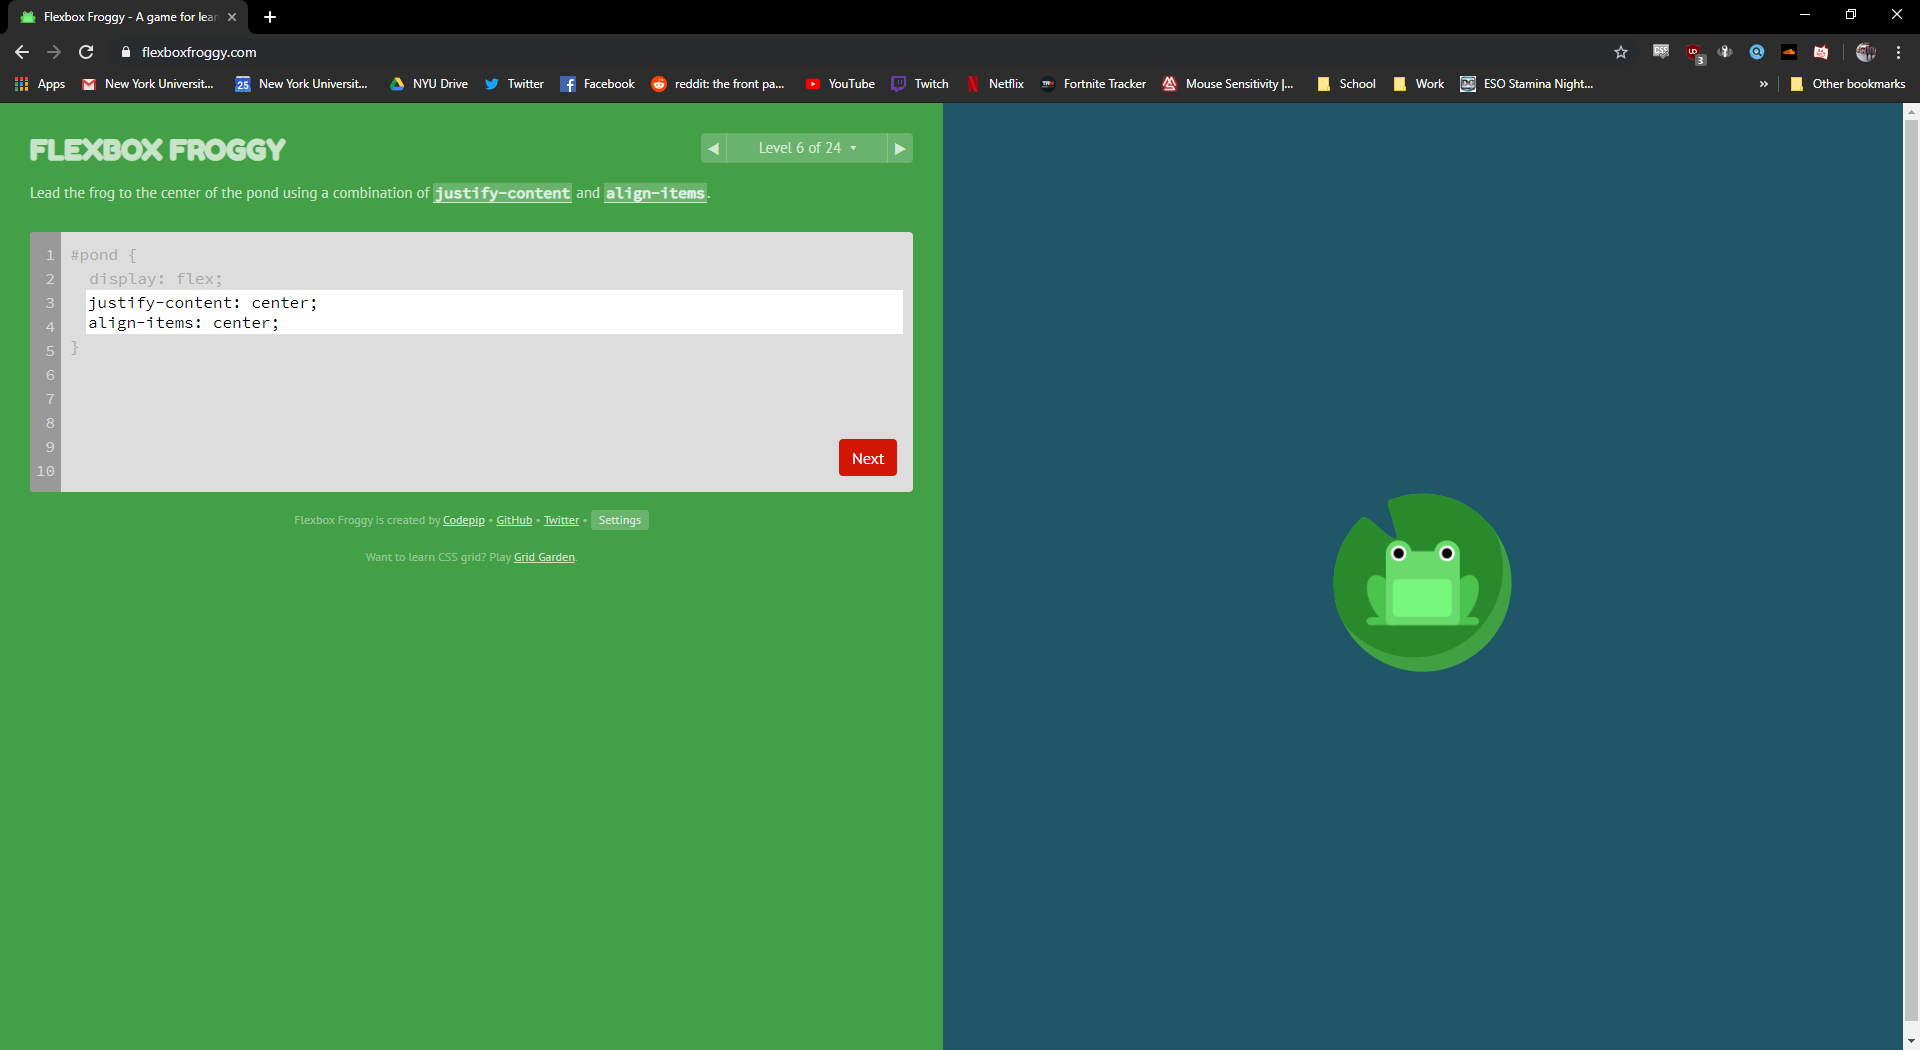 Flexbox Froggy - A game for lear
flexboxfroggy.com
CSS
UD
3
Apps
New York Universit...
25
New York Universit...
NYU Drive
Twitter
Facebook
reddit: the front pa...
YouTube
Twitch
Netflix
Fortnite Tracker
Mouse Sensitivity |...
School
Work
ESO Stamina Night...
»
Other bookmarks
FLEXBOX FROGGY
Level 6 of 24
Lead the frog to the center of the pond using a combination of justify-content and align-items.
1 #pond {
2 display: flex;
3 justify-content: center;
4 align-items: center;
5 }
6
7
8
9
10
Next
Flexbox Froggy is created by Codepip • GitHub • Twitter • Settings
Want to learn CSS grid? Play Grid Garden.